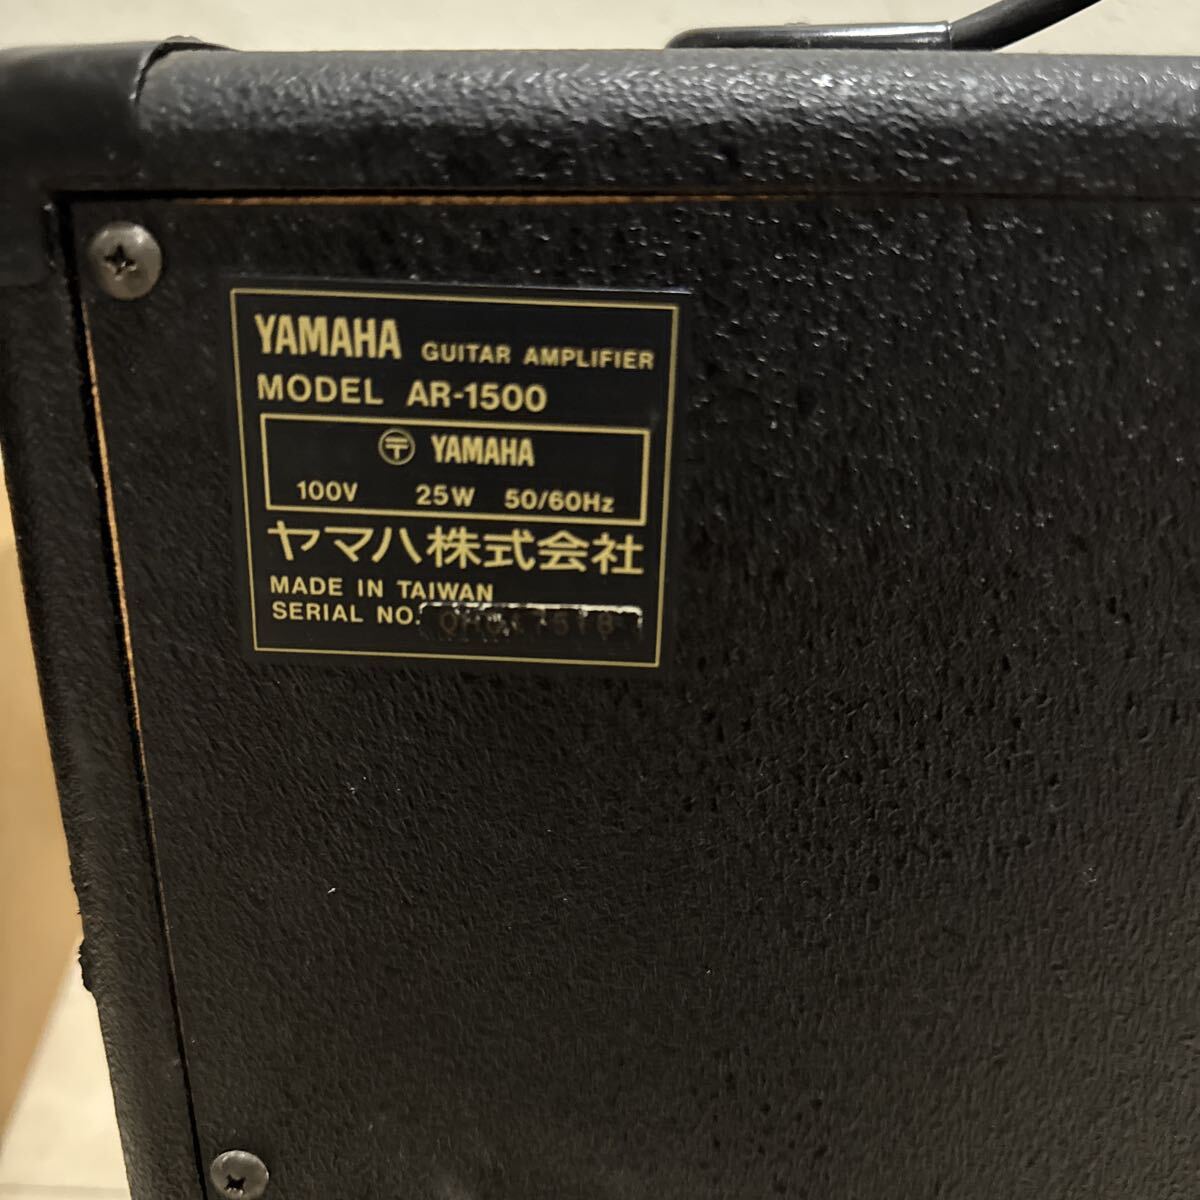 YAMAHA GUITAR AMPLIFIER
MODEL AR-1500
〒 YAMAHA
100V 25W 50/60Hz
ヤマハ株式会社
MADE IN TAIWAN
SERIAL NO.